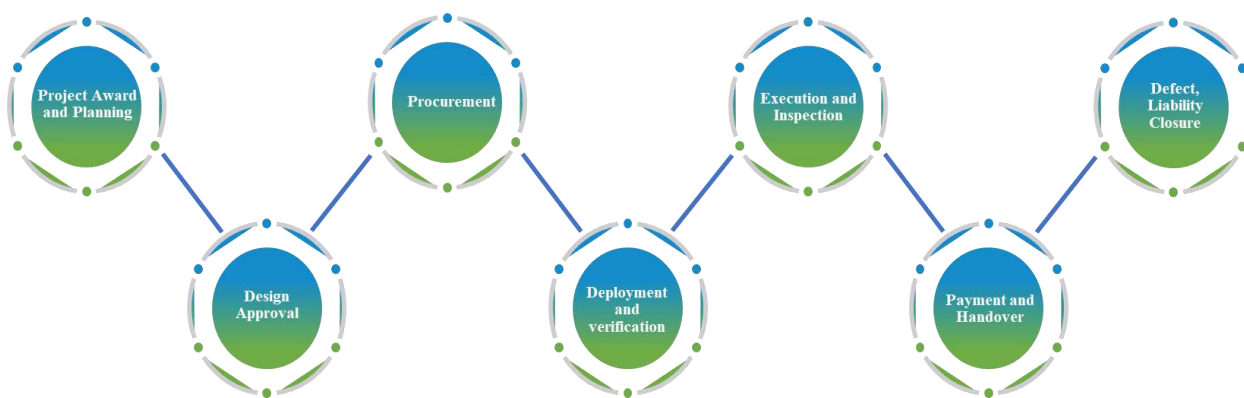 Project Award
and Planning
Design
Approval
Procurement
Deployment
and
verification
Execution and
Inspection
Payment and
Handover
Defect,
Liability
Closure